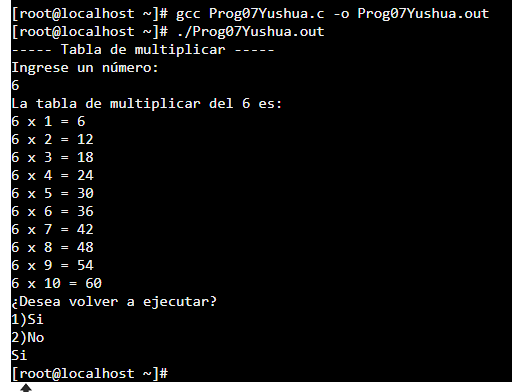 [root@localhost ~]# gcc Prog07Yushua.c -o Prog07Yushua.out
[root@localhost ~]# ./Prog07Yushua.out
----- Tabla de multiplicar -----
Ingrese un número:
6
La tabla de multiplicar del 6 es:
6 x 1 = 6
6 x 2 = 12
6 x 3 = 18
6 x 4 = 24
6 x 5 = 30
6 x 6 = 36
6 x 7 = 42
6 x 8 = 48
6 x 9 = 54
6 x 10 = 60
¿Desea volver a ejecutar?
1)Si
2)No
Si
[root@localhost ~]#